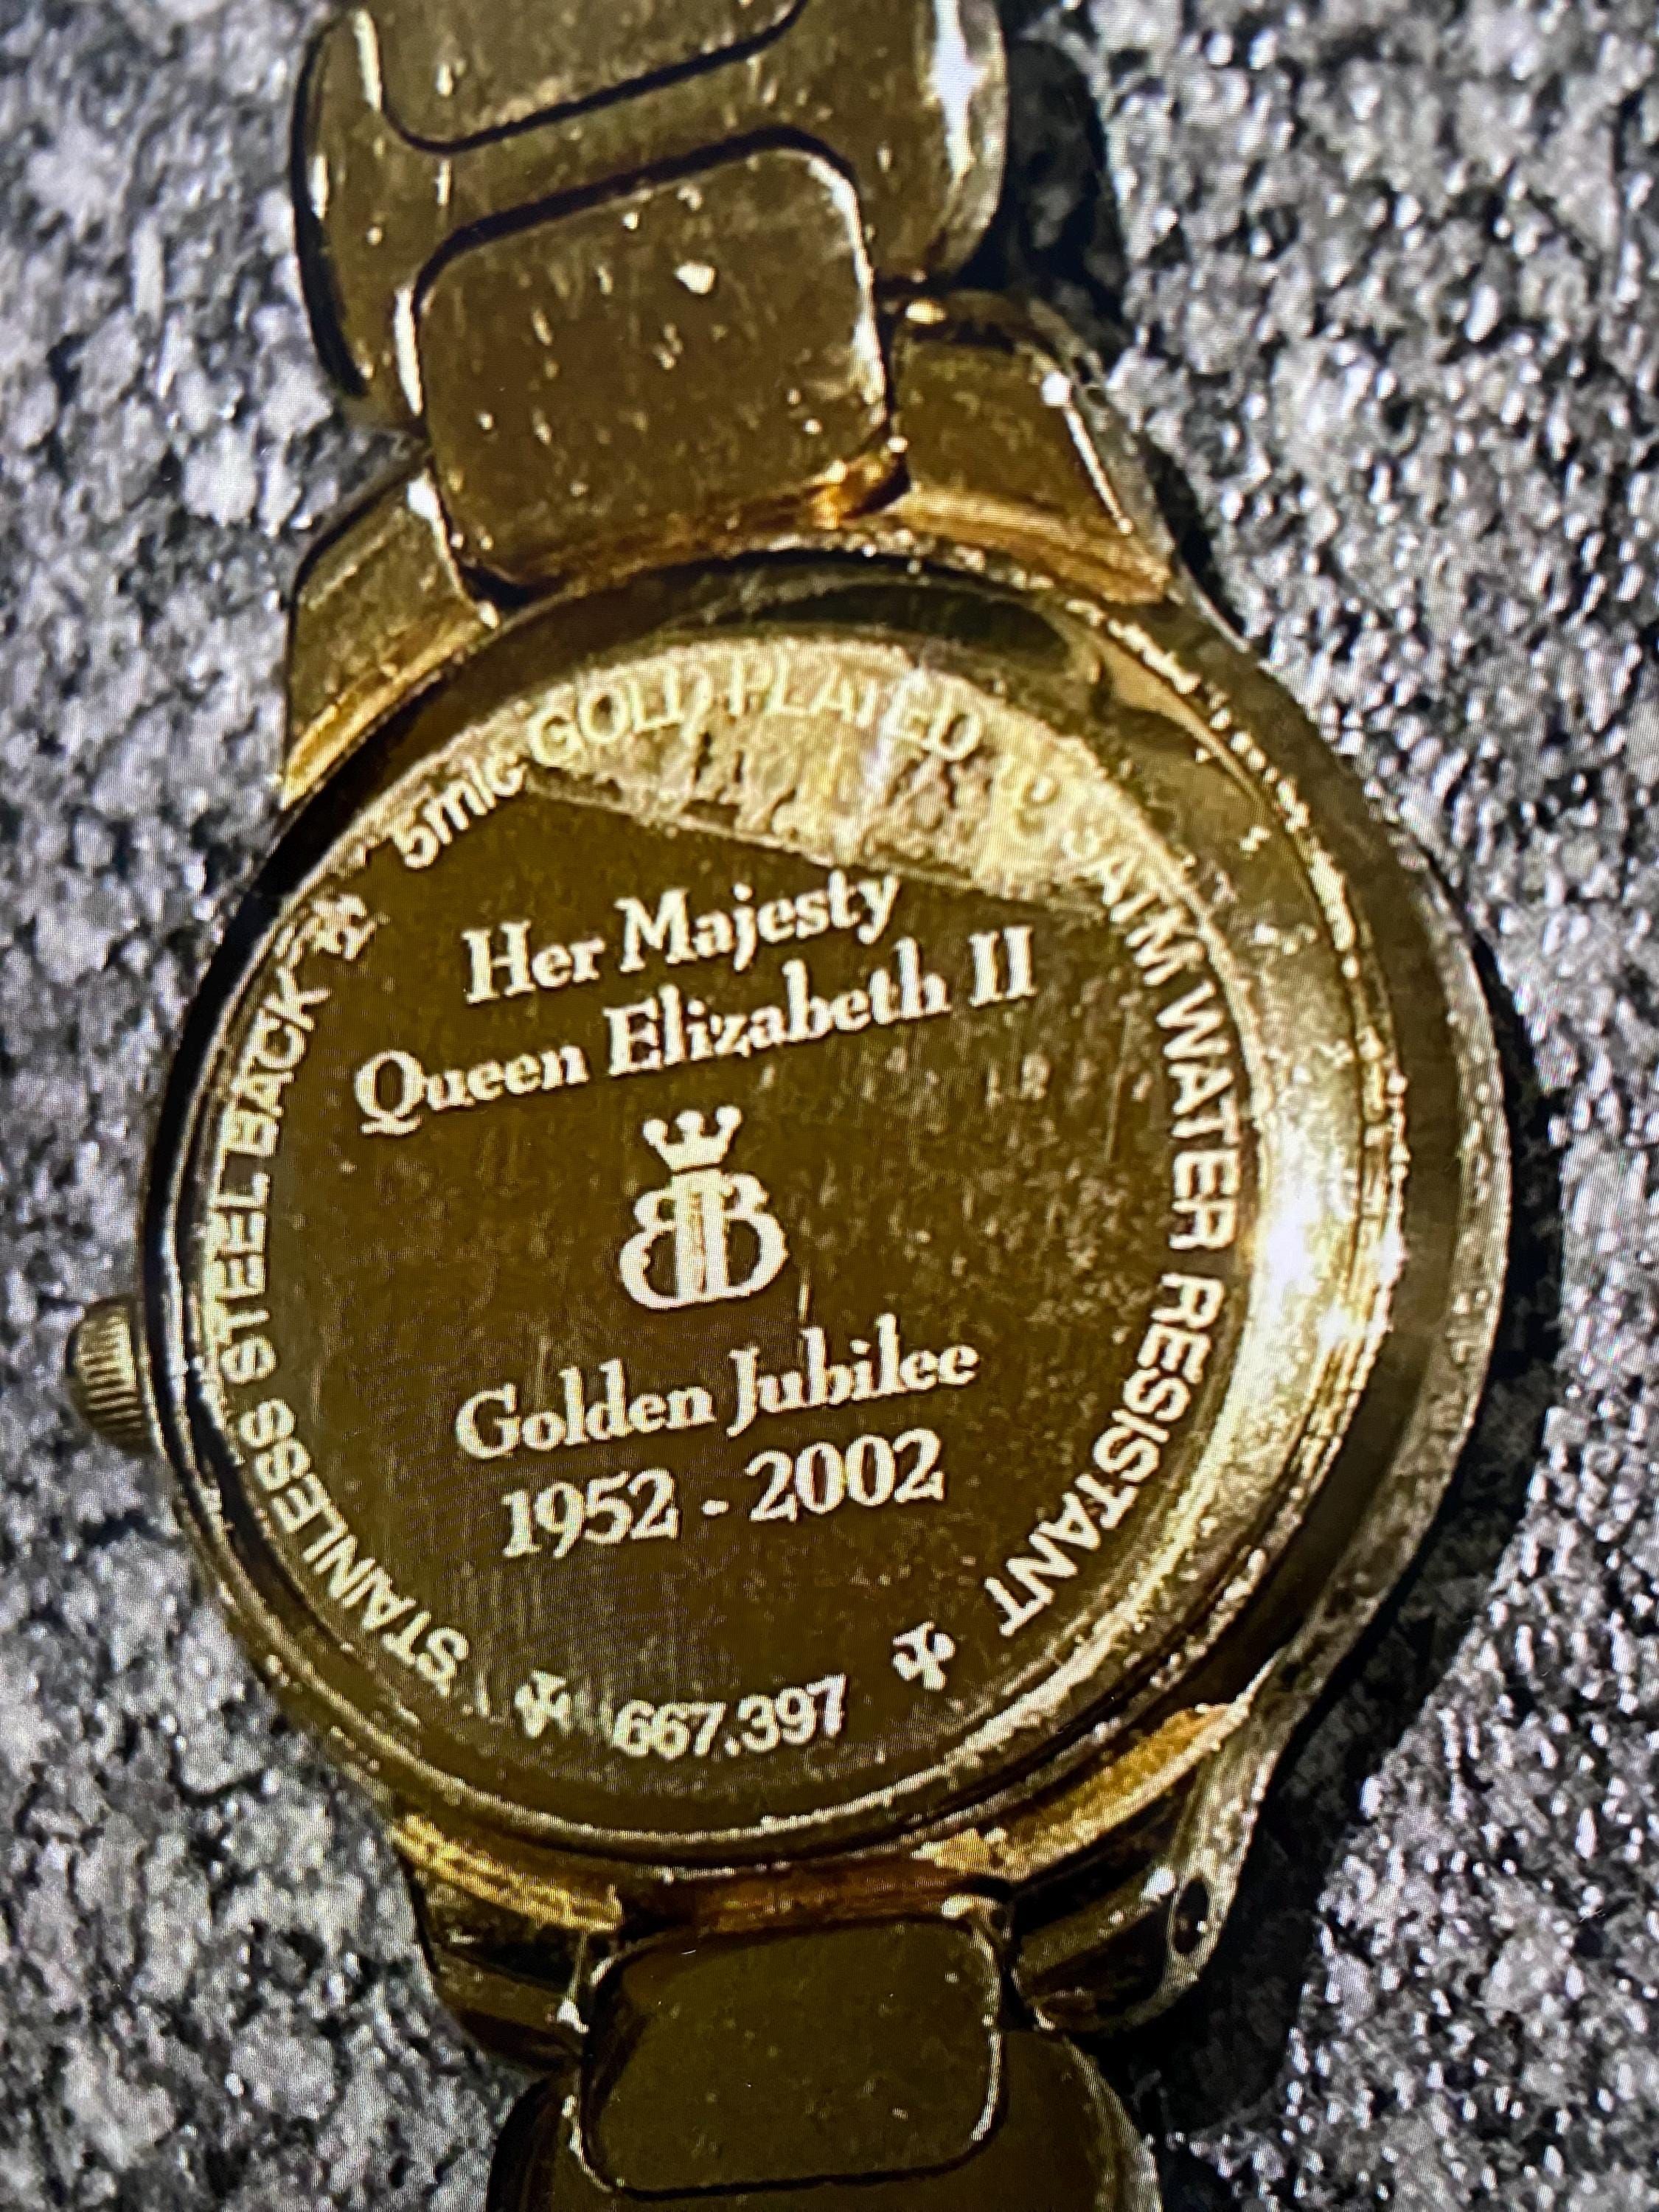 5mic GOLD PLATED
WATER RESISTANT
Her Majesty
Queen Elizabeth II
BB
Golden Jubilee
1952 - 2002
STAINLESS STEEL BACK
667.397